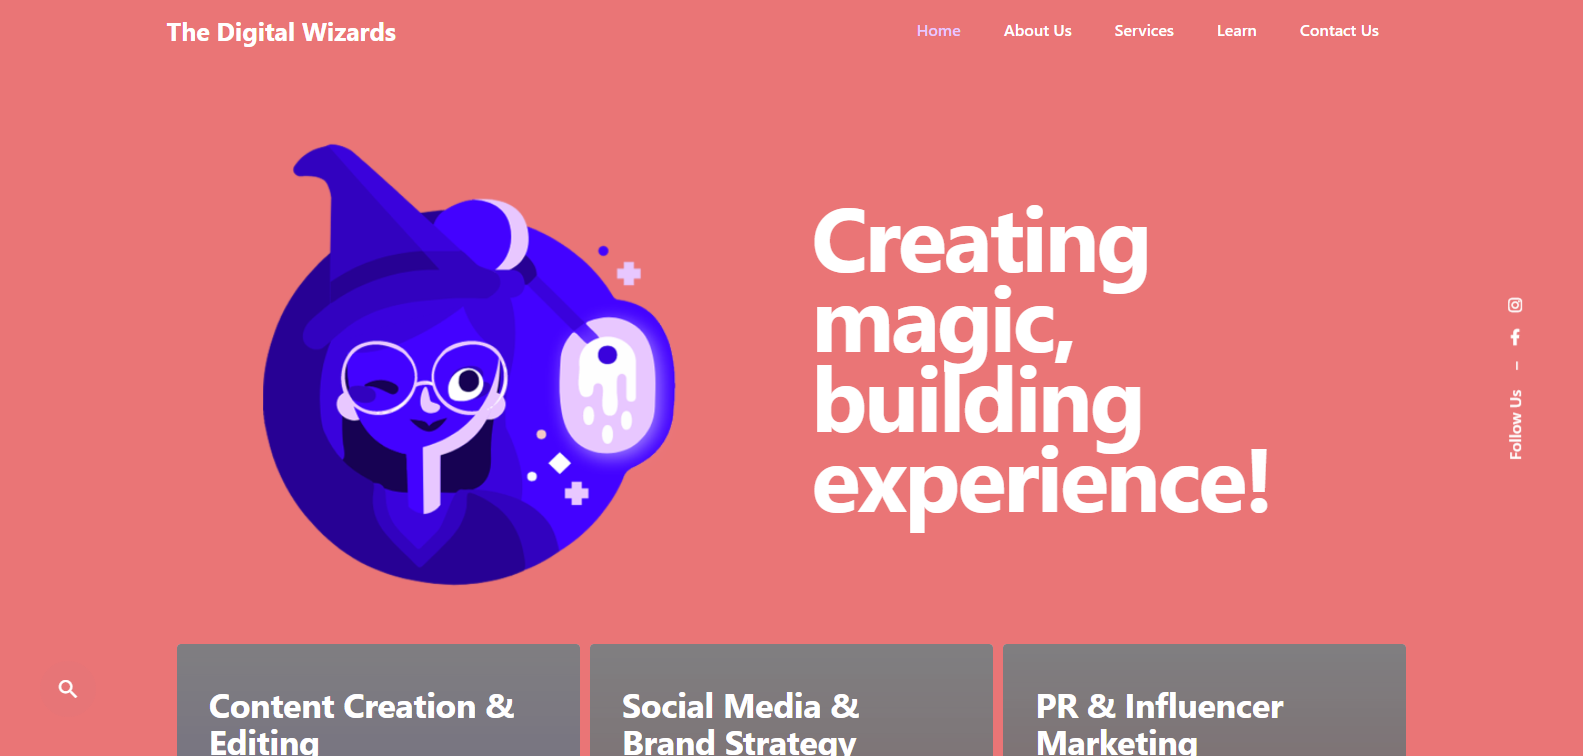 The Digital Wizards
Home About Us Services Learn Contact Us
Creating
magic,
building
experience!
Follow Us
Content Creation &
Editing
Social Media &
Brand Strategy
PR & Influencer
Marketing